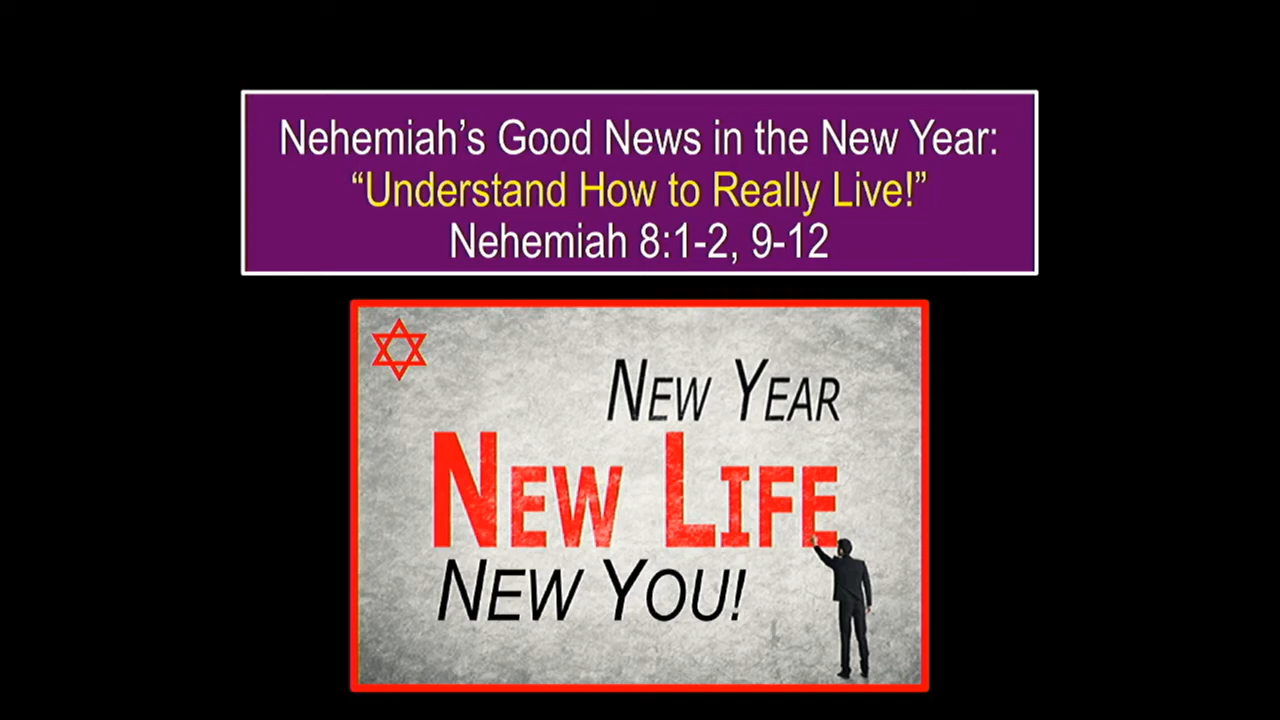 Nehemiah’s Good News in the New Year:
“Understand How to Really Live!”
Nehemiah 8:1-2, 9-12
NEW YEAR
NEW LIFE
NEW YOU!